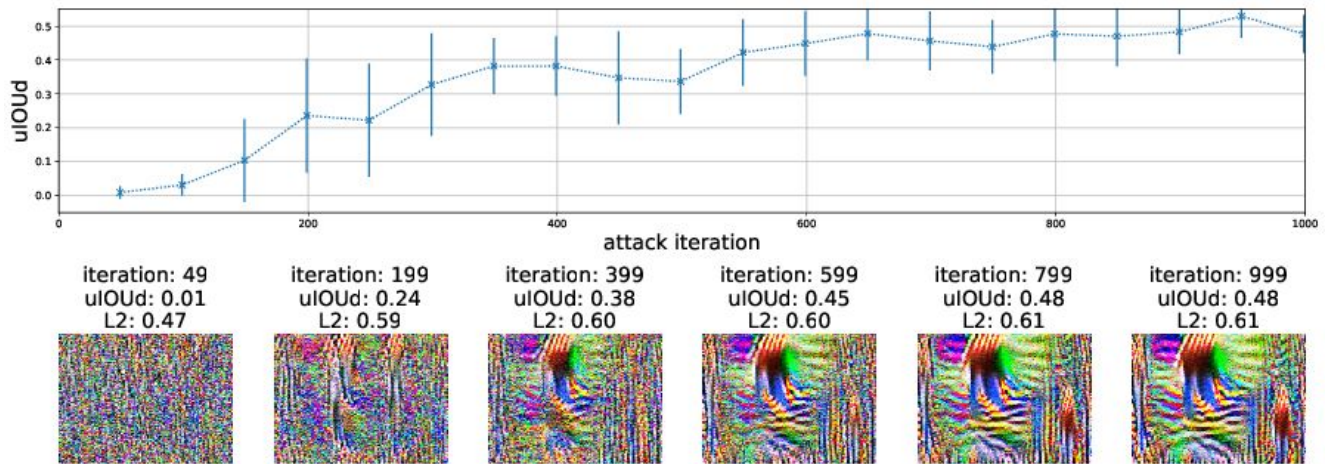 0.5
0.4
0.3
0.2
0.1
0.0
uIOUd
0 200 400 600 800 1000
attack iteration
iteration: 49 iteration: 199 iteration: 399 iteration: 599 iteration: 799 iteration: 999
uIOUd: 0.01 uIOUd: 0.24 uIOUd: 0.38 uIOUd: 0.45 uIOUd: 0.48 uIOUd: 0.48
L2: 0.47 L2: 0.59 L2: 0.60 L2: 0.60 L2: 0.61 L2: 0.61